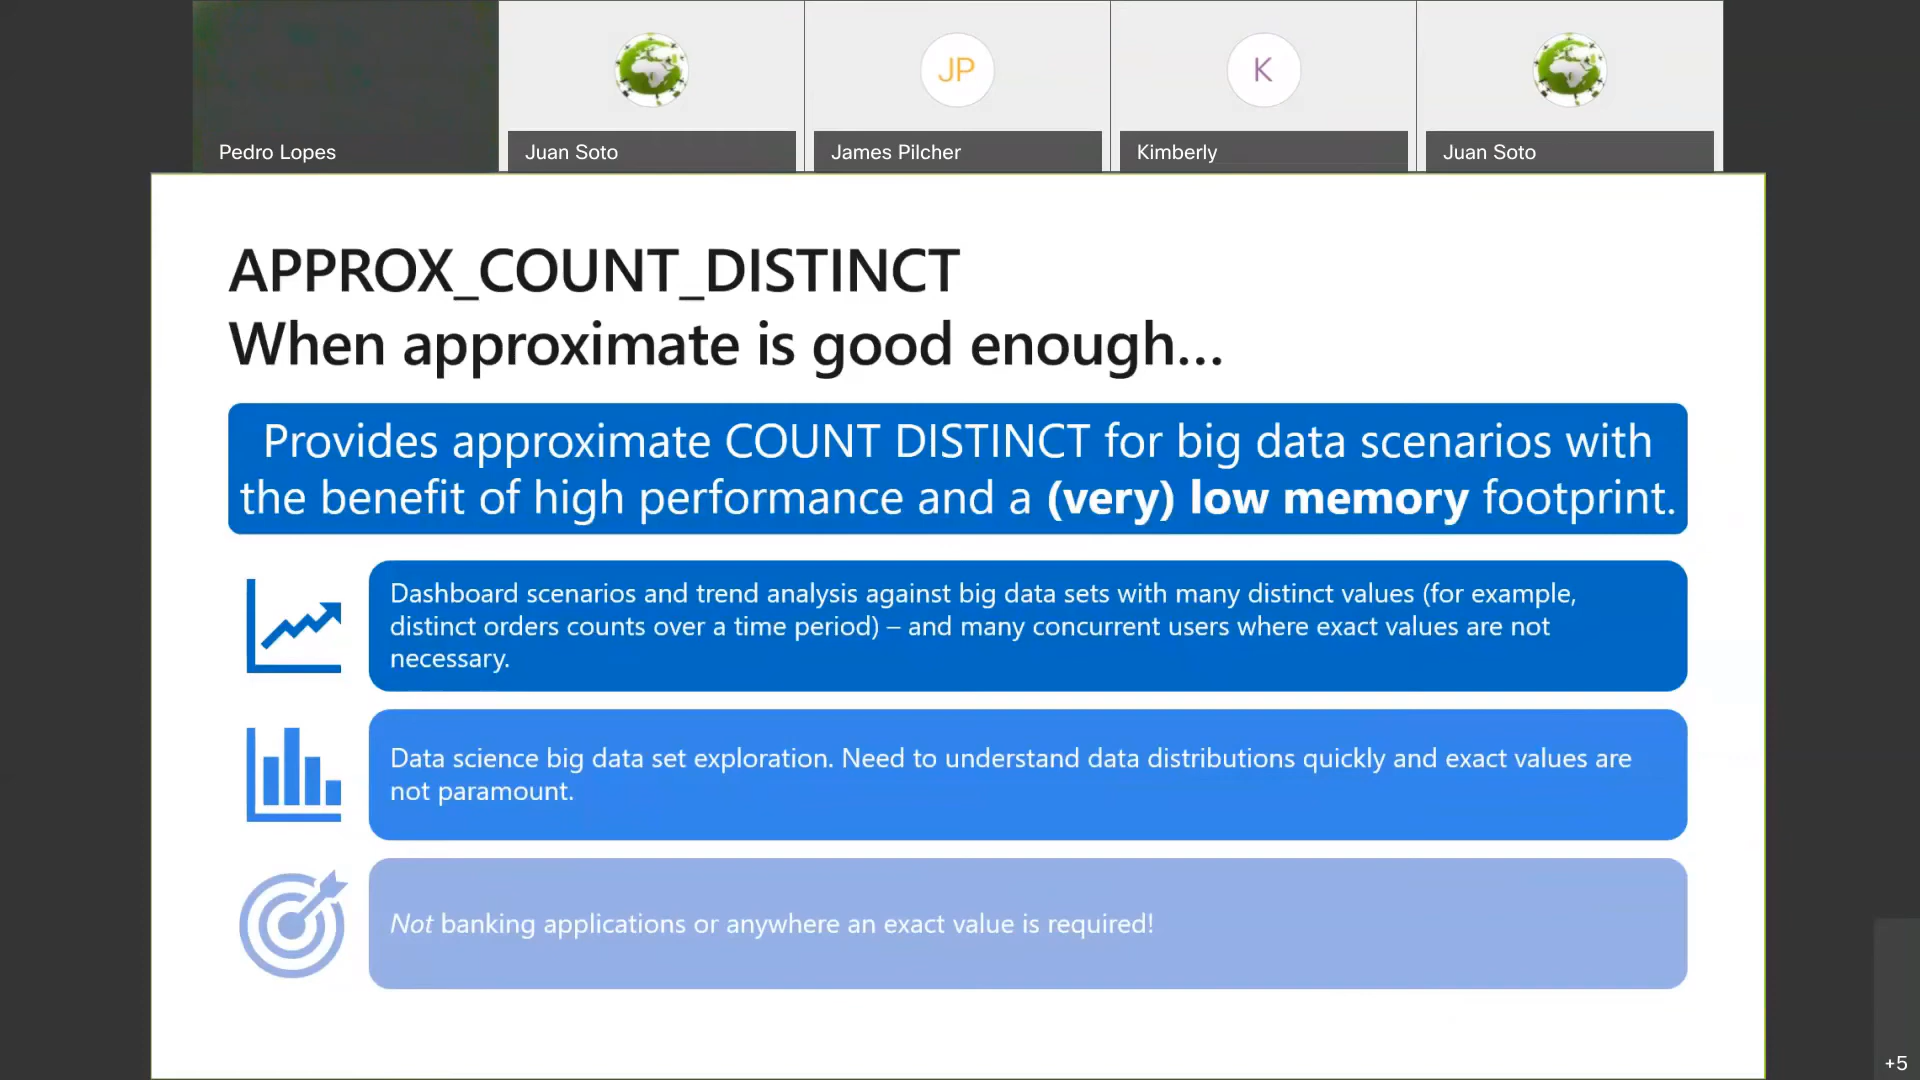 JP
K
Pedro Lopes
Juan Soto
James Pilcher
Kimberly
Juan Soto
APPROX_COUNT_DISTINCT
When approximate is good enough...
Provides approximate COUNT DISTINCT for big data scenarios with
the benefit of high performance and a (very) low memory footprint.
Dashboard scenarios and trend analysis against big data sets with many distinct values (for example,
distinct orders counts over a time period) – and many concurrent users where exact values are not
necessary.
Data science big data set exploration. Need to understand data distributions quickly and exact values are
not paramount.
Not banking applications or anywhere an exact value is required!
+5